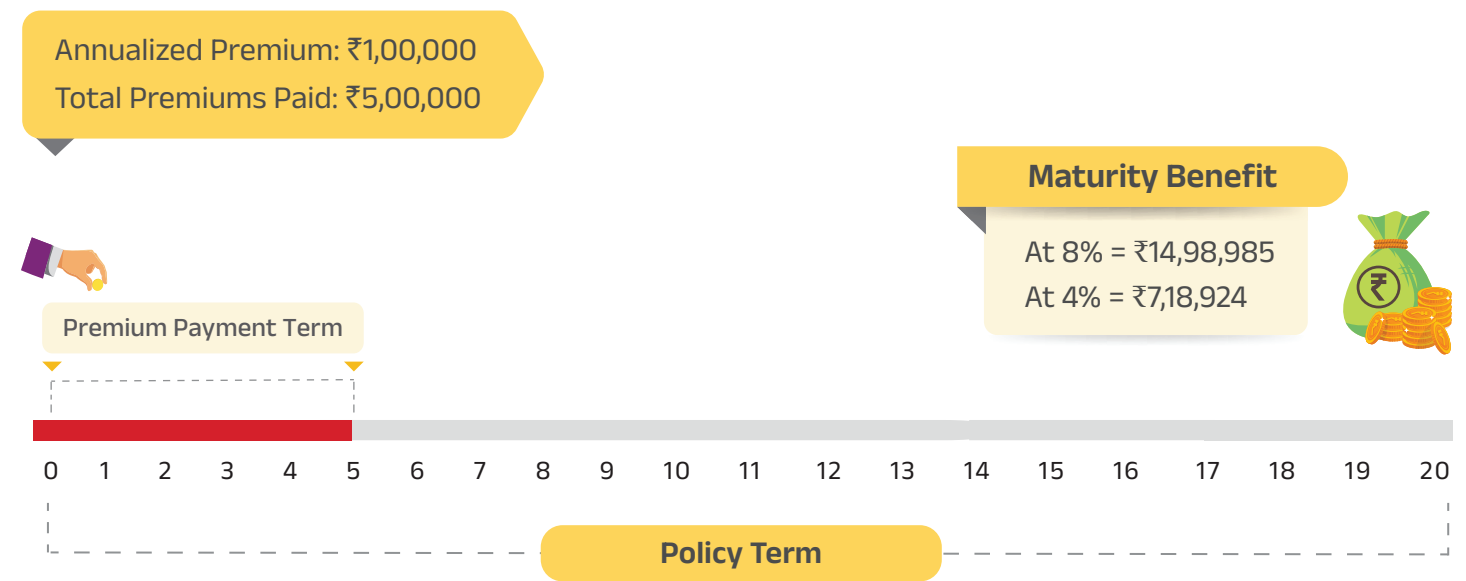 Annualized Premium: ₹1,00,000
Total Premiums Paid: ₹5,00,000
Maturity Benefit
At 8% = ₹14,98,985
At 4% = ₹7,18,924
₹
Premium Payment Term
0 1 2 3 4 5 6 7 8 9 10 11 12 13 14 15 16 17 18 19 20
Policy Term